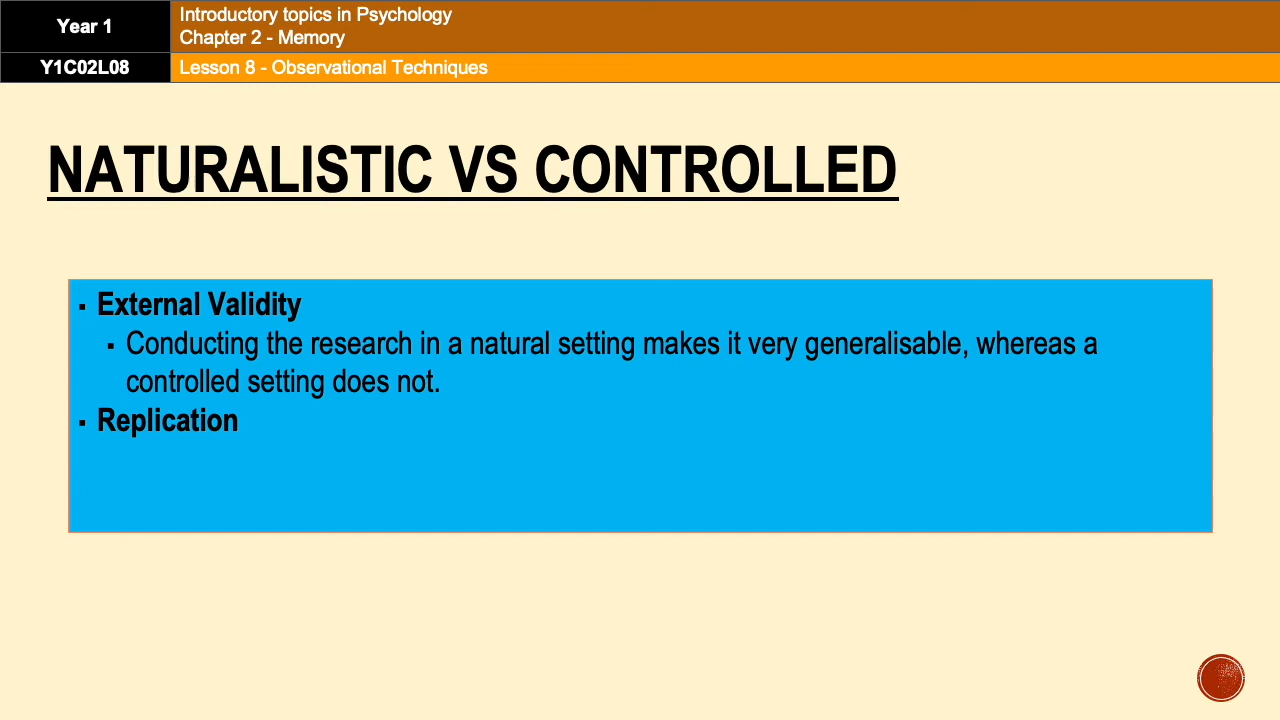 Year 1
Introductory topics in Psychology
Chapter 2 - Memory
Y1C02L08
Lesson 8 - Observational Techniques
NATURALISTIC VS CONTROLLED
▪ External Validity
▪ Conducting the research in a natural setting makes it very generalisable, whereas a
controlled setting does not.
▪ Replication